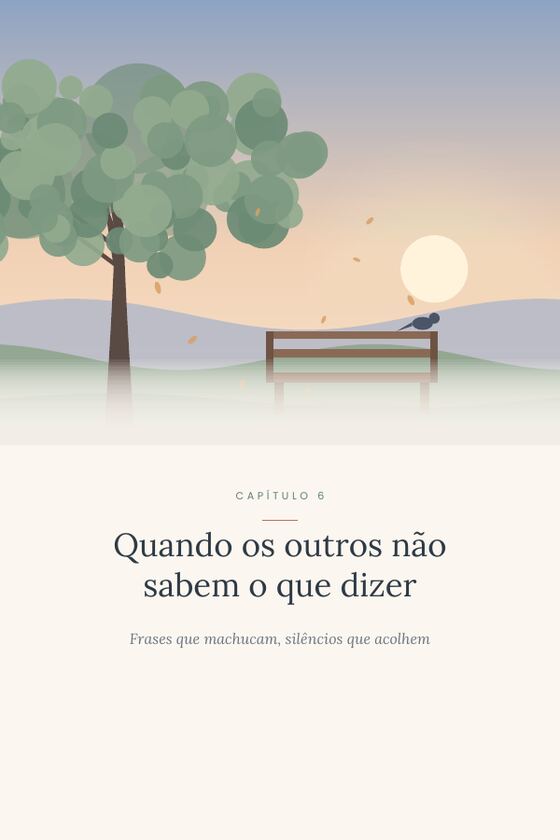 CAPÍTULO 6
Quando os outros não
sabem o que dizer
Frases que machucam, silêncios que acolhem